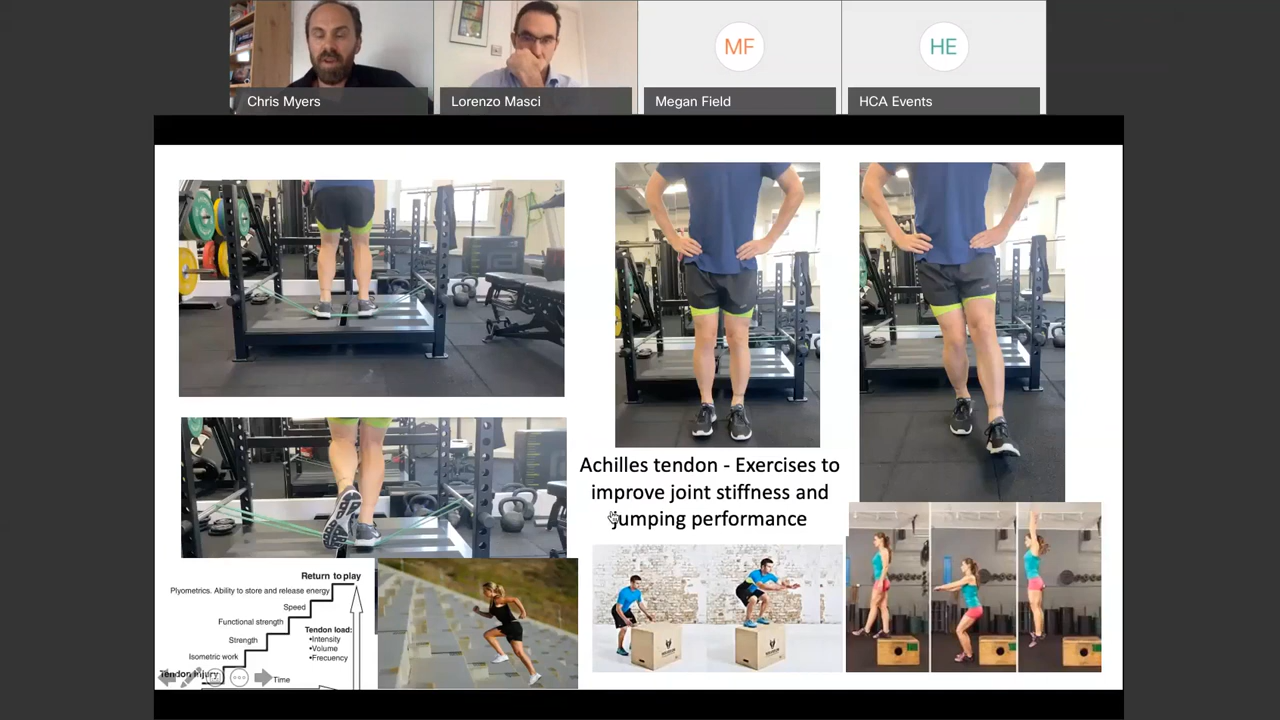 MF
HE
Chris Myers
Lorenzo Masci
Megan Field
HCA Events
Achilles tendon - Exercises to
improve joint stiffness and
jumping performance
Return to play
Plyometrics. Ability to store and release energy
Speed
Functional strength
Strength
Isometric work
Tendon injury
Tendon load:
•Intensity
•Volume
•Frecuency
Time